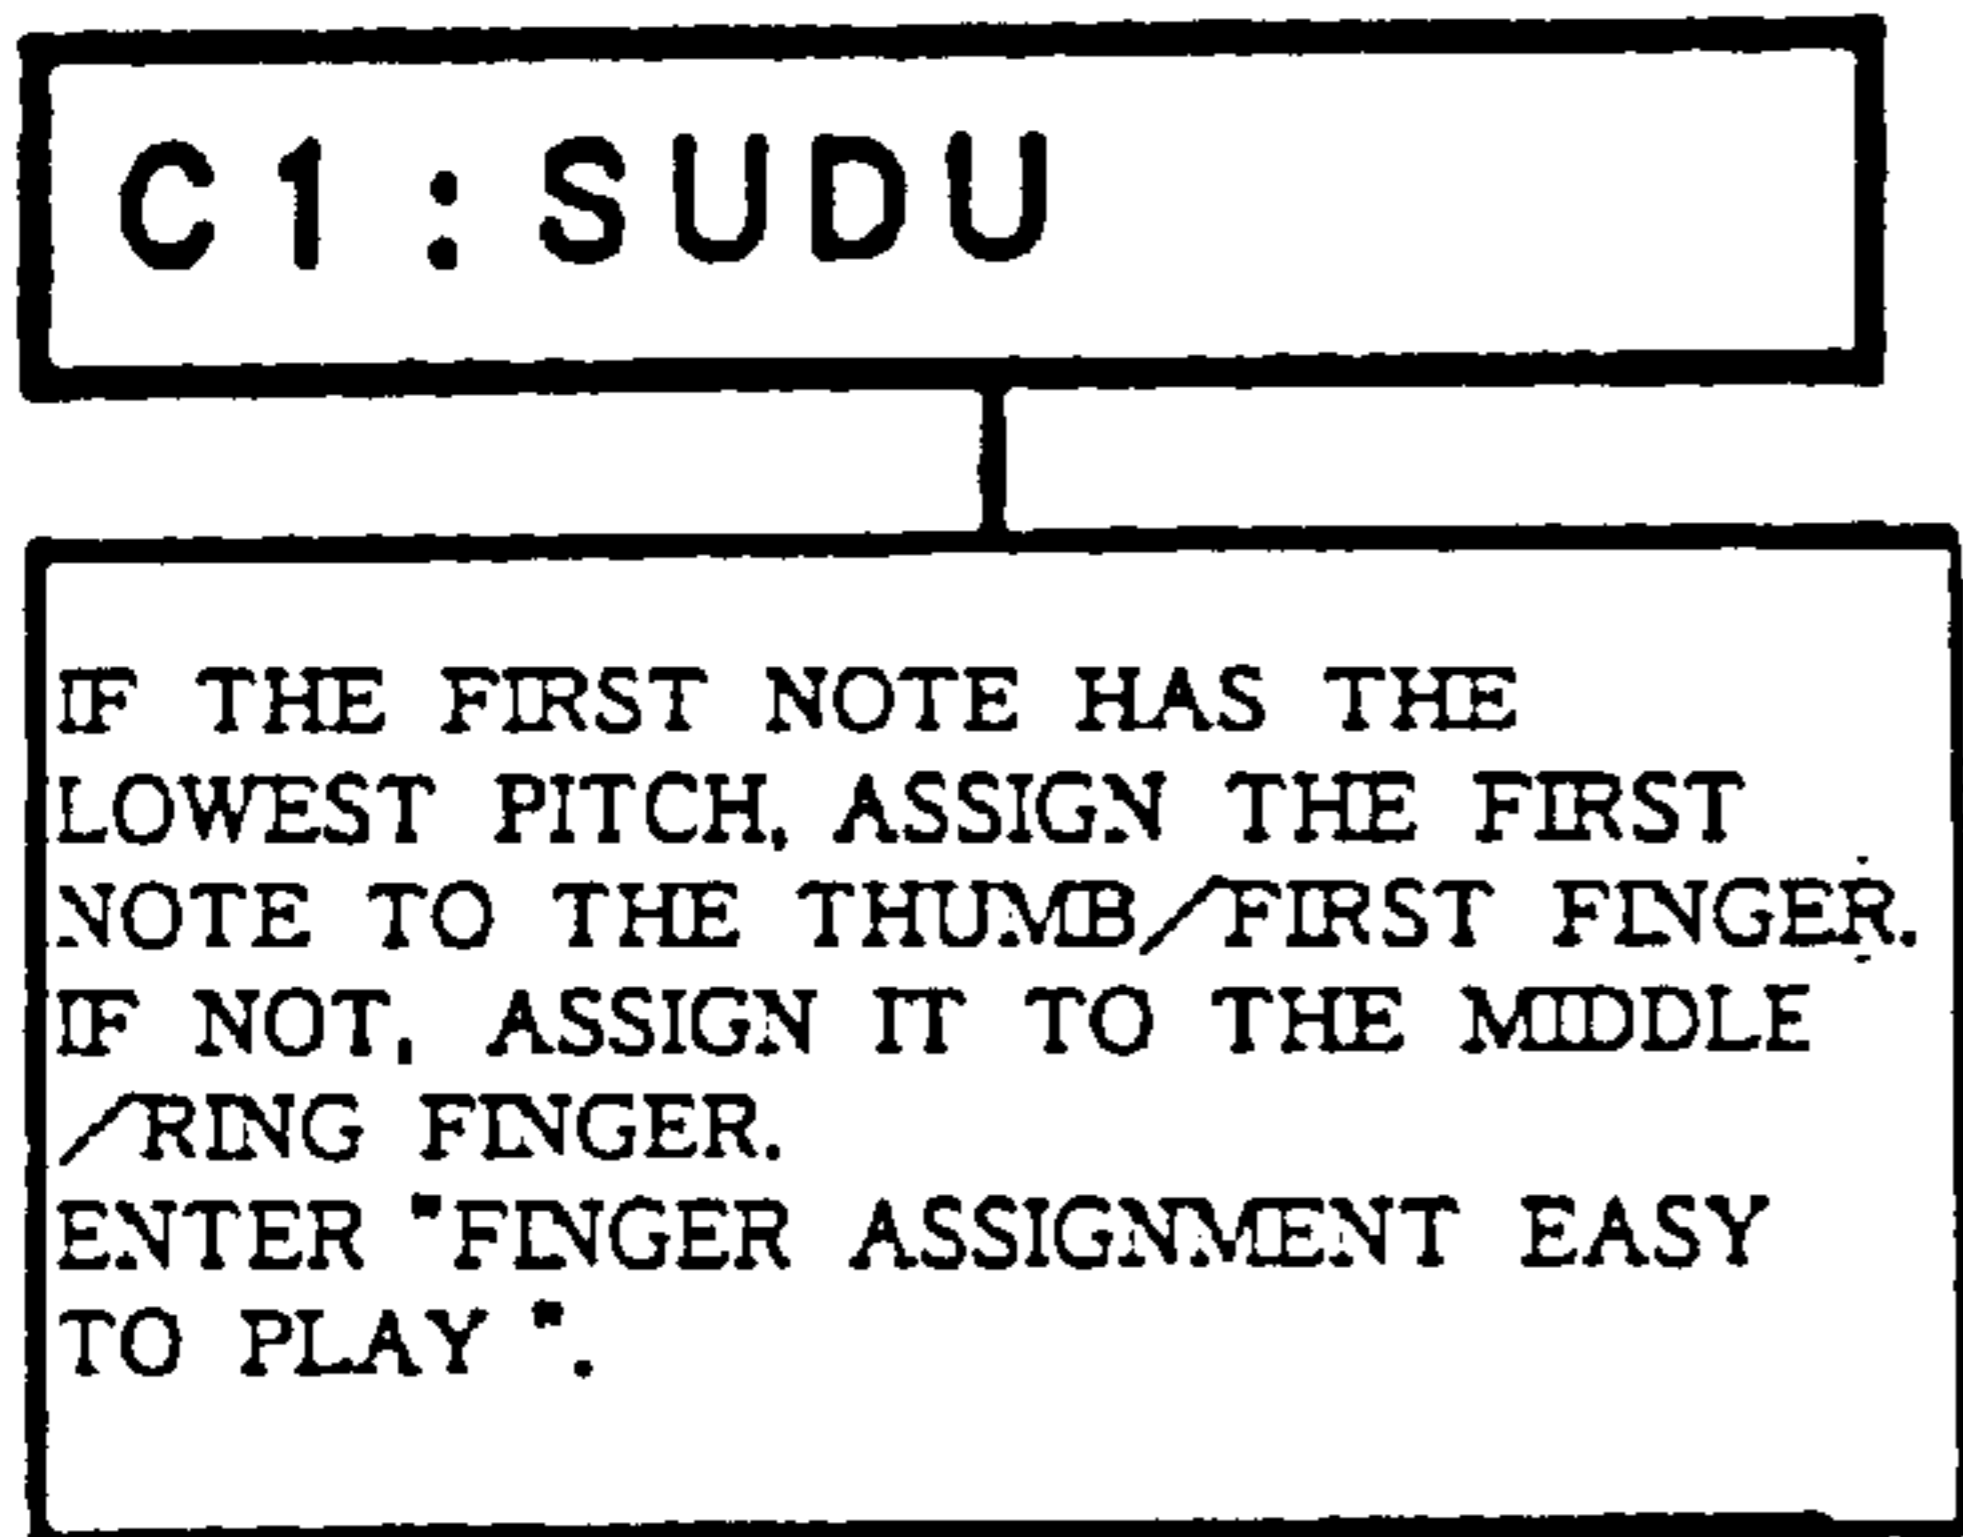 C1:SUDU
IF THE FIRST NOTE HAS THE
LOWEST PITCH, ASSIGN THE FIRST
NOTE TO THE THUMB/FIRST FINGER.
IF NOT, ASSIGN IT TO THE MIDDLE
/RING FINGER.
ENTER "FINGER ASSIGNMENT EASY
TO PLAY ".